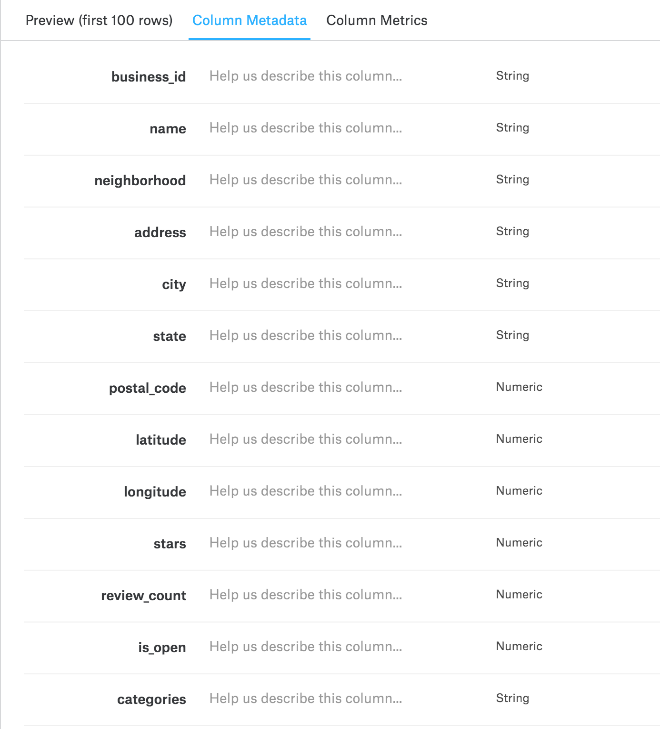 Preview (first 100 rows) Column Metadata Column Metrics
business_id Help us describe this column... String
name Help us describe this column... String
neighborhood Help us describe this column... String
address Help us describe this column... String
city Help us describe this column... String
state Help us describe this column... String
postal_code Help us describe this column... Numeric
latitude Help us describe this column... Numeric
longitude Help us describe this column... Numeric
stars Help us describe this column... Numeric
review_count Help us describe this column... Numeric
is_open Help us describe this column... Numeric
categories Help us describe this column... String